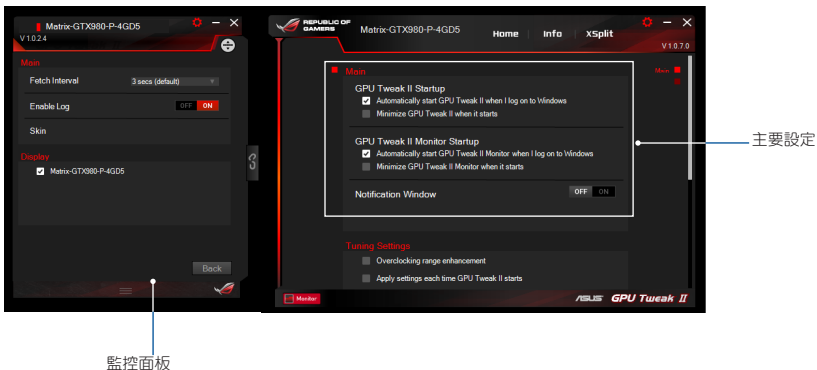 Matrix-GTX980-P-4GD5
V 1.0.2.4
Main
Fetch Interval
3 secs (default)
Enable Log
OFF ON
Skin
Display
Matrix-GTX980-P-4GD5
Back
監控面板
REPUBLIC OF
GAMERS
Matrix-GTX980-P-4GD5
Home
Info
XSplit
V 1.0.7.0
Main
Main
GPU Tweak II Startup
Automatically start GPU Tweak II when I log on to Windows
Minimize GPU Tweak II when it starts
GPU Tweak II Monitor Startup
Automatically start GPU Tweak II Monitor when I log on to Windows
Minimize GPU Tweak II Monitor when it starts
Notification Window
OFF ON
Tuning Settings
Overclocking range enhancement
Apply settings each time GPU Tweak II starts
Monitor
ASUS GPU Tweak II
主要設定